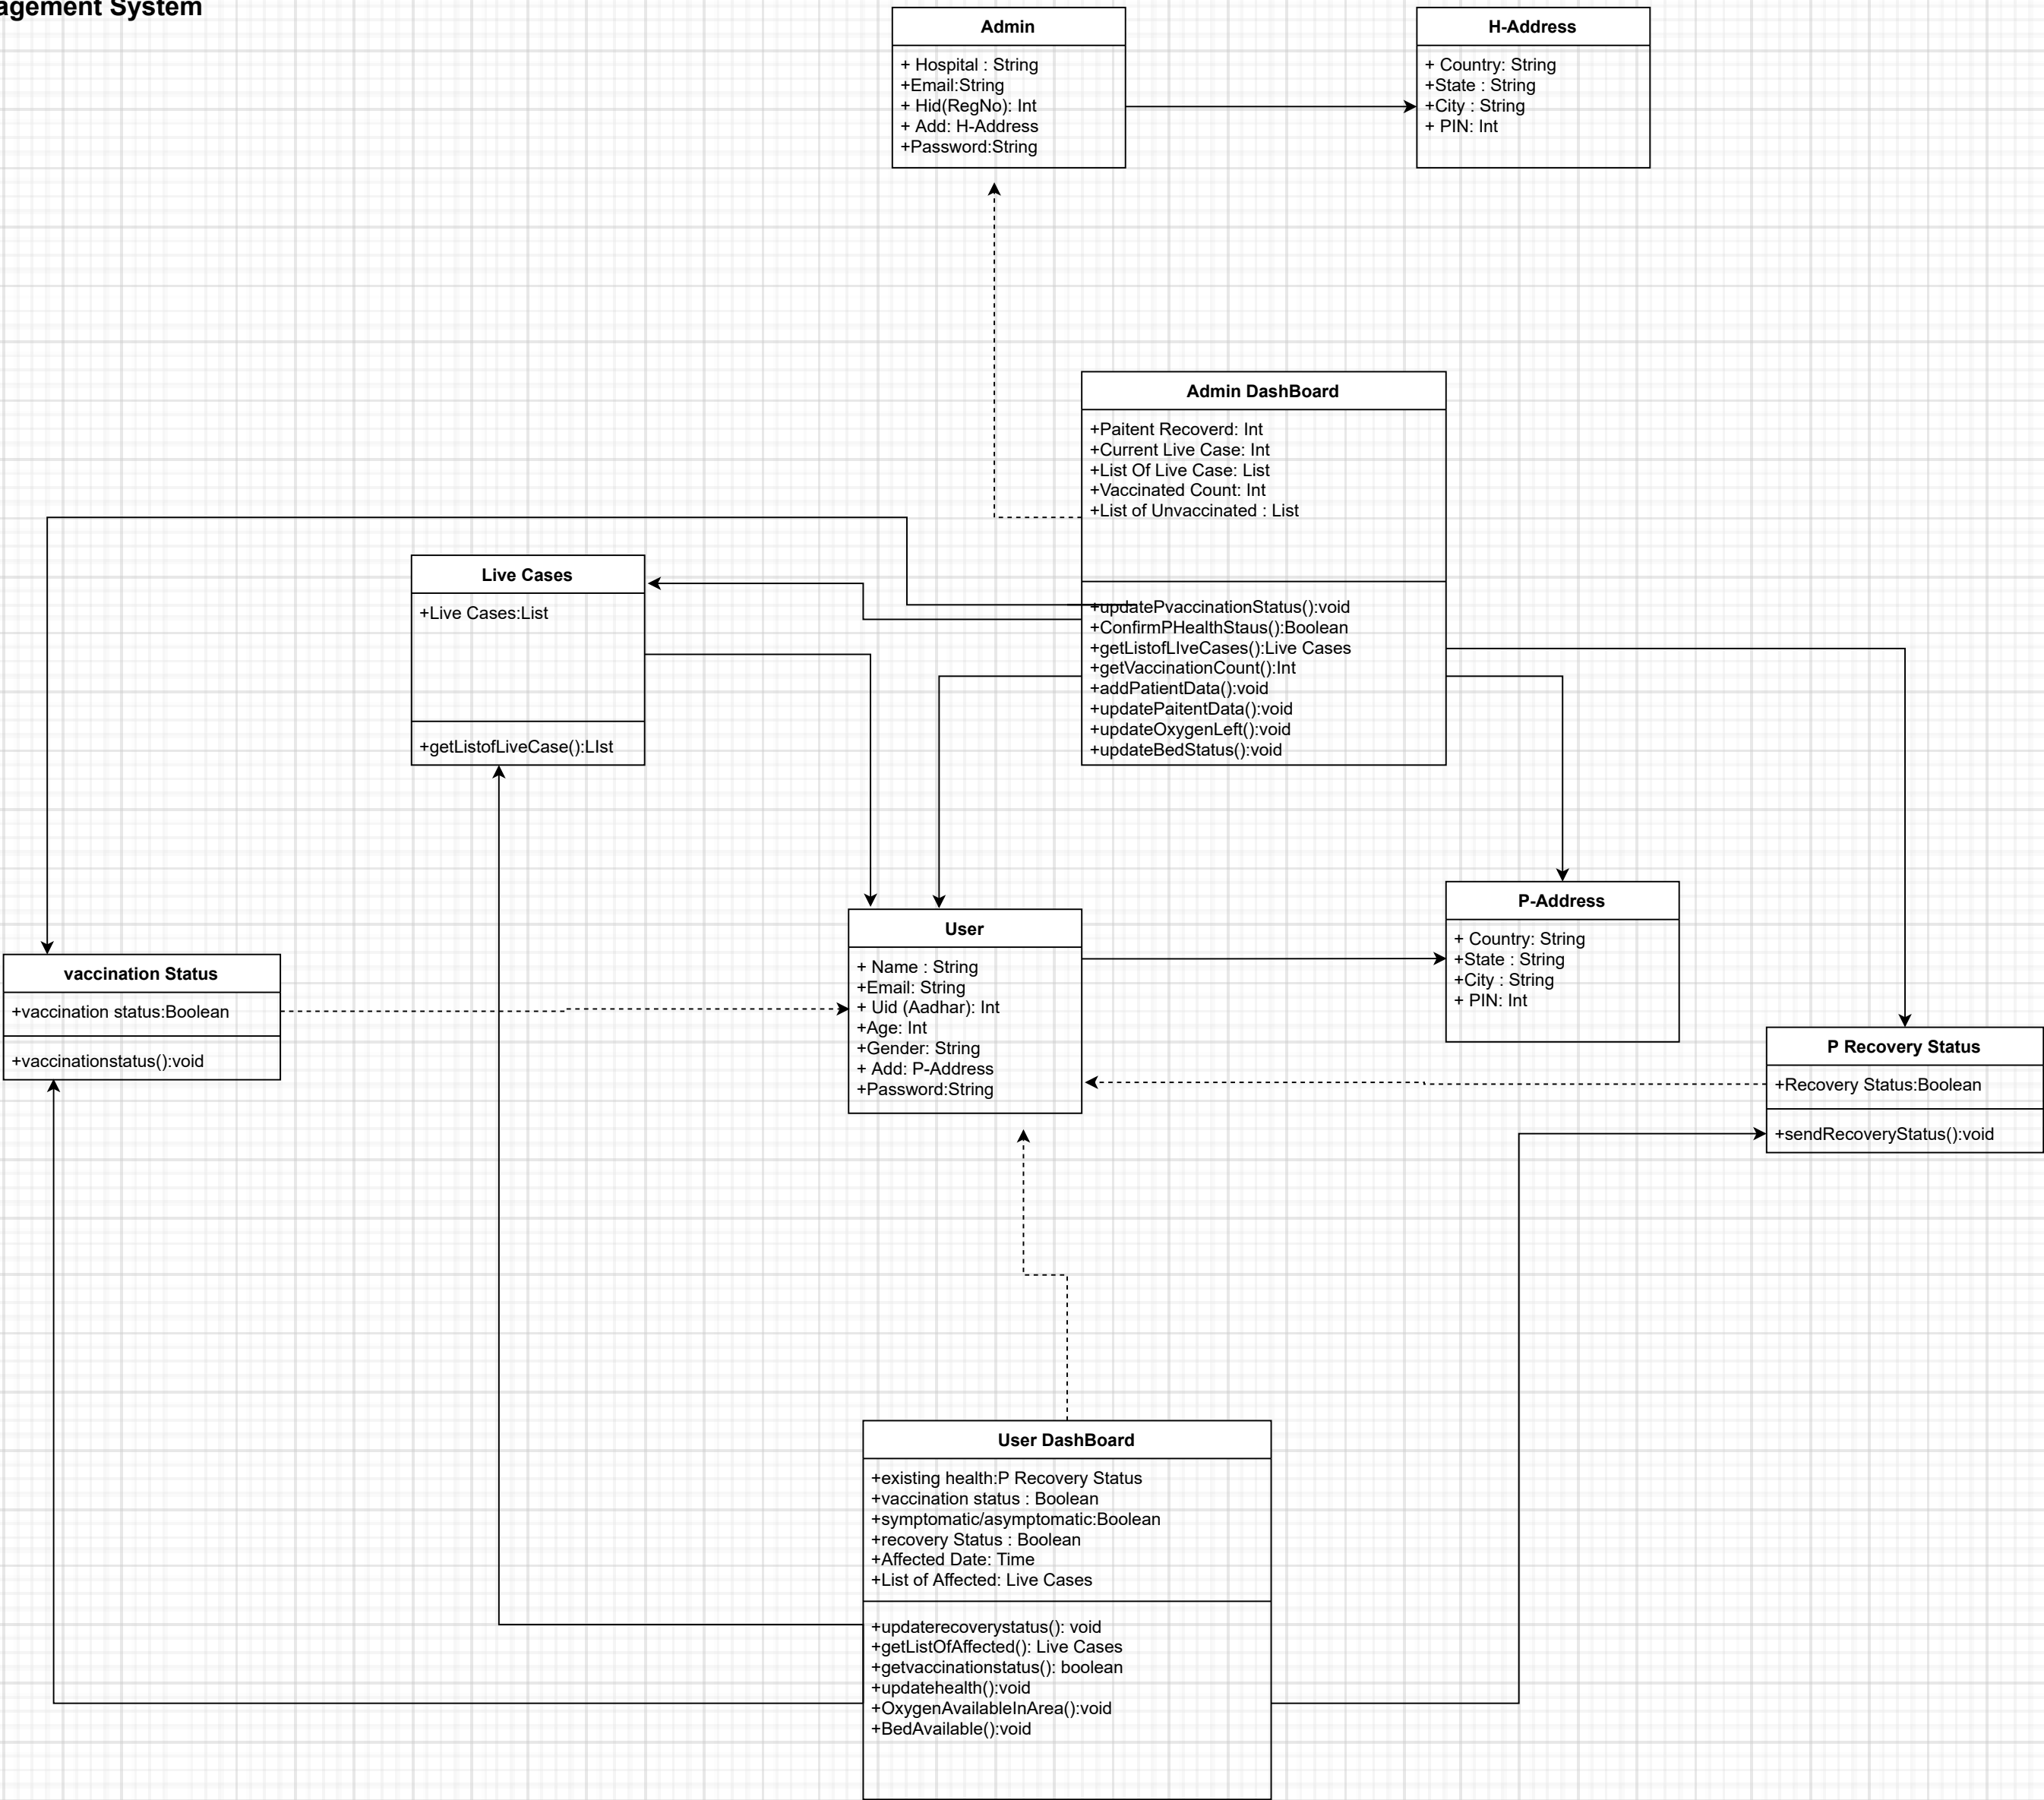 agement System
Admin
+ Hospital : String
+Email:String
+ Hid(RegNo): Int
+ Add: H-Address
+Password:String
H-Address
+ Country: String
+State : String
+City : String
+ PIN: Int
Admin DashBoard
+Paitent Recoverd: Int
+Current Live Case: Int
+List Of Live Case: List
+Vaccinated Count: Int
+List of Unvaccinated : List
+updatePvaccinationStatus():void
+ConfirmPHealthStaus():Boolean
+getListofLIveCases():Live Cases
+getVaccinationCount():Int
+addPatientData():void
+updatePaitentData():void
+updateOxygenLeft():void
+updateBedStatus():void
Live Cases
+Live Cases:List
+getListofLiveCase():LIst
User
+ Name : String
+Email: String
+ Uid (Aadhar): Int
+Age: Int
+Gender: String
+ Add: P-Address
+Password:String
P-Address
+ Country: String
+State : String
+City : String
+ PIN: Int
vaccination Status
+vaccination status:Boolean
+vaccinationstatus():void
P Recovery Status
+Recovery Status:Boolean
+sendRecoveryStatus():void
User DashBoard
+existing health:P Recovery Status
+vaccination status : Boolean
+symptomatic/asymptomatic:Boolean
+recovery Status : Boolean
+Affected Date: Time
+List of Affected: Live Cases
+updaterecoverystatus(): void
+getListOfAffected(): Live Cases
+getvaccinationstatus(): boolean
+updatehealth():void
+OxygenAvailableInArea():void
+BedAvailable():void